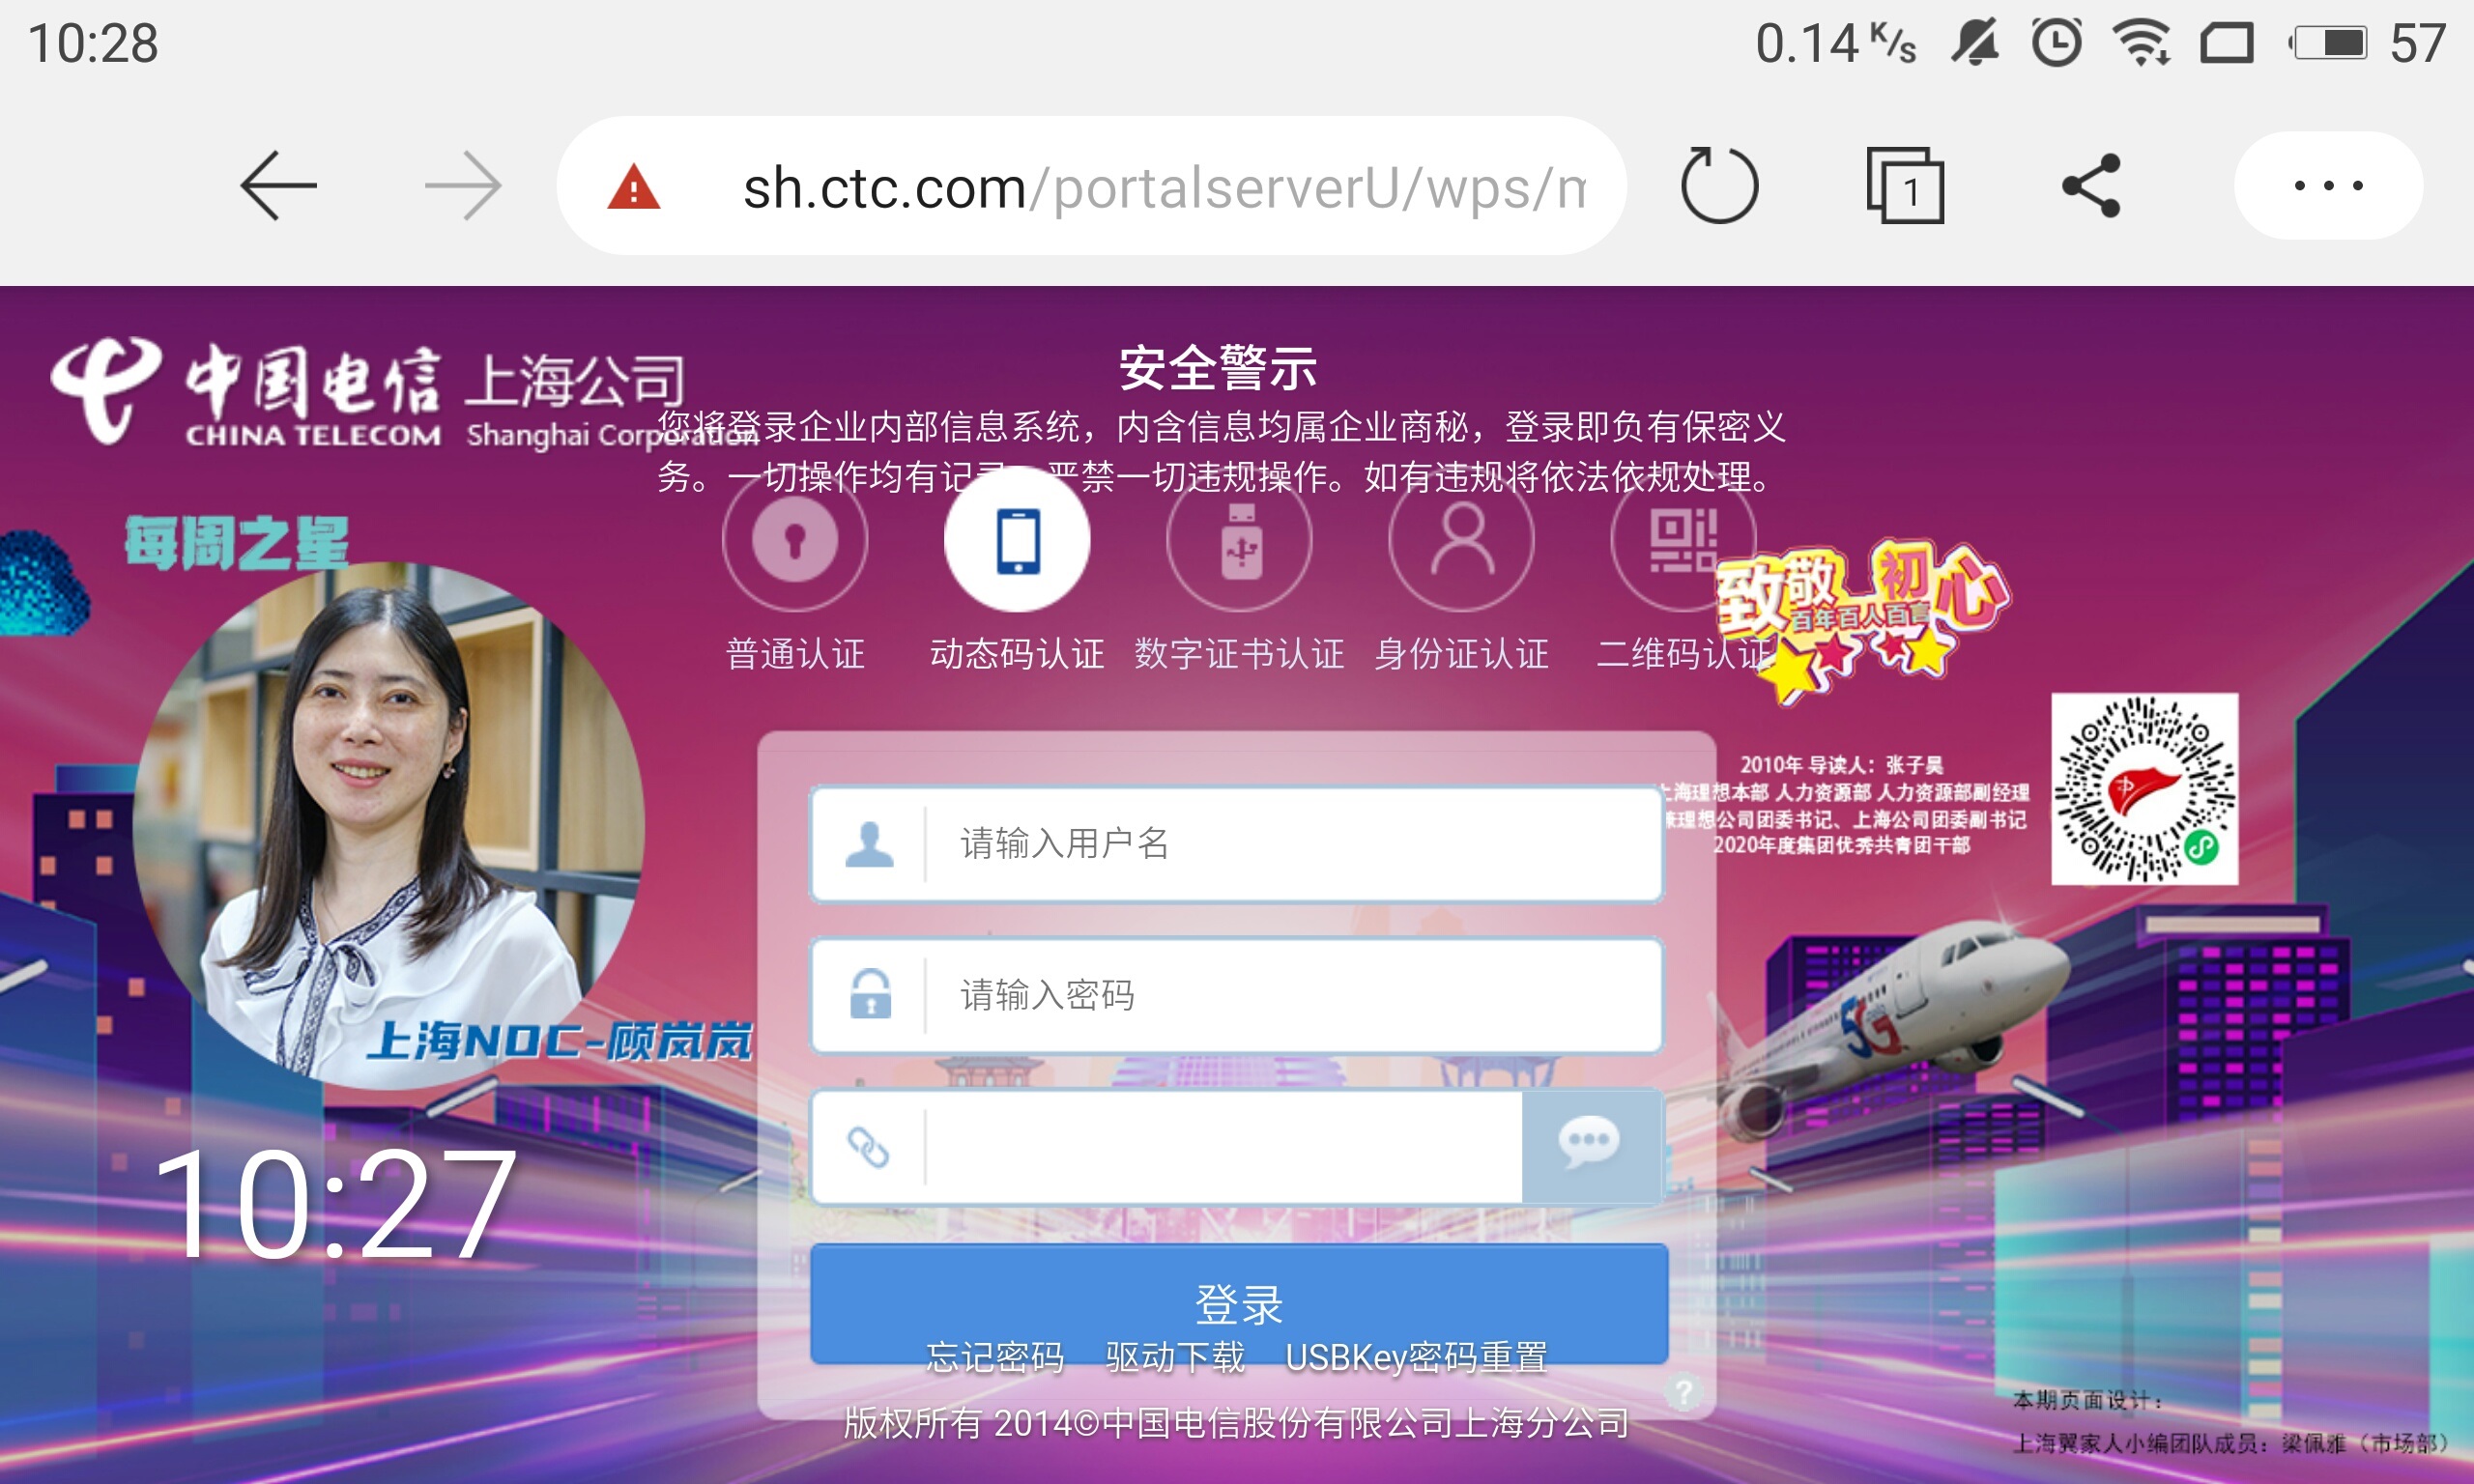 10:28
0.14 K/s
57
sh.ctc.com/portalserverU/wps/m
1
中国电信 上海公司
CHINA TELECOM Shanghai Corporation
安全警示
您将登录企业内部信息系统，内含信息均属企业商秘，登录即负有保密义
务。一切操作均有记录，严禁一切违规操作。如有违规将依法依规处理。
每周之星
普通认证
动态码认证
数字证书认证
身份证认证
二维码认证
致敬初心
百年百人百言
2010年 导读人：张子昊
上海理想本部 人力资源部 人力资源部副经理
兼理想公司团委书记、上海公司团委副书记
2020年度集团优秀共青团干部
请输入用户名
请输入密码
上海NOC-顾岚岚
5G
10:27
登录
忘记密码 驱动下载 USBKey密码重置
?
版权所有 2014©中国电信股份有限公司上海分公司
本期页面设计：
上海翼家人小编团队成员：梁佩雅（市场部）